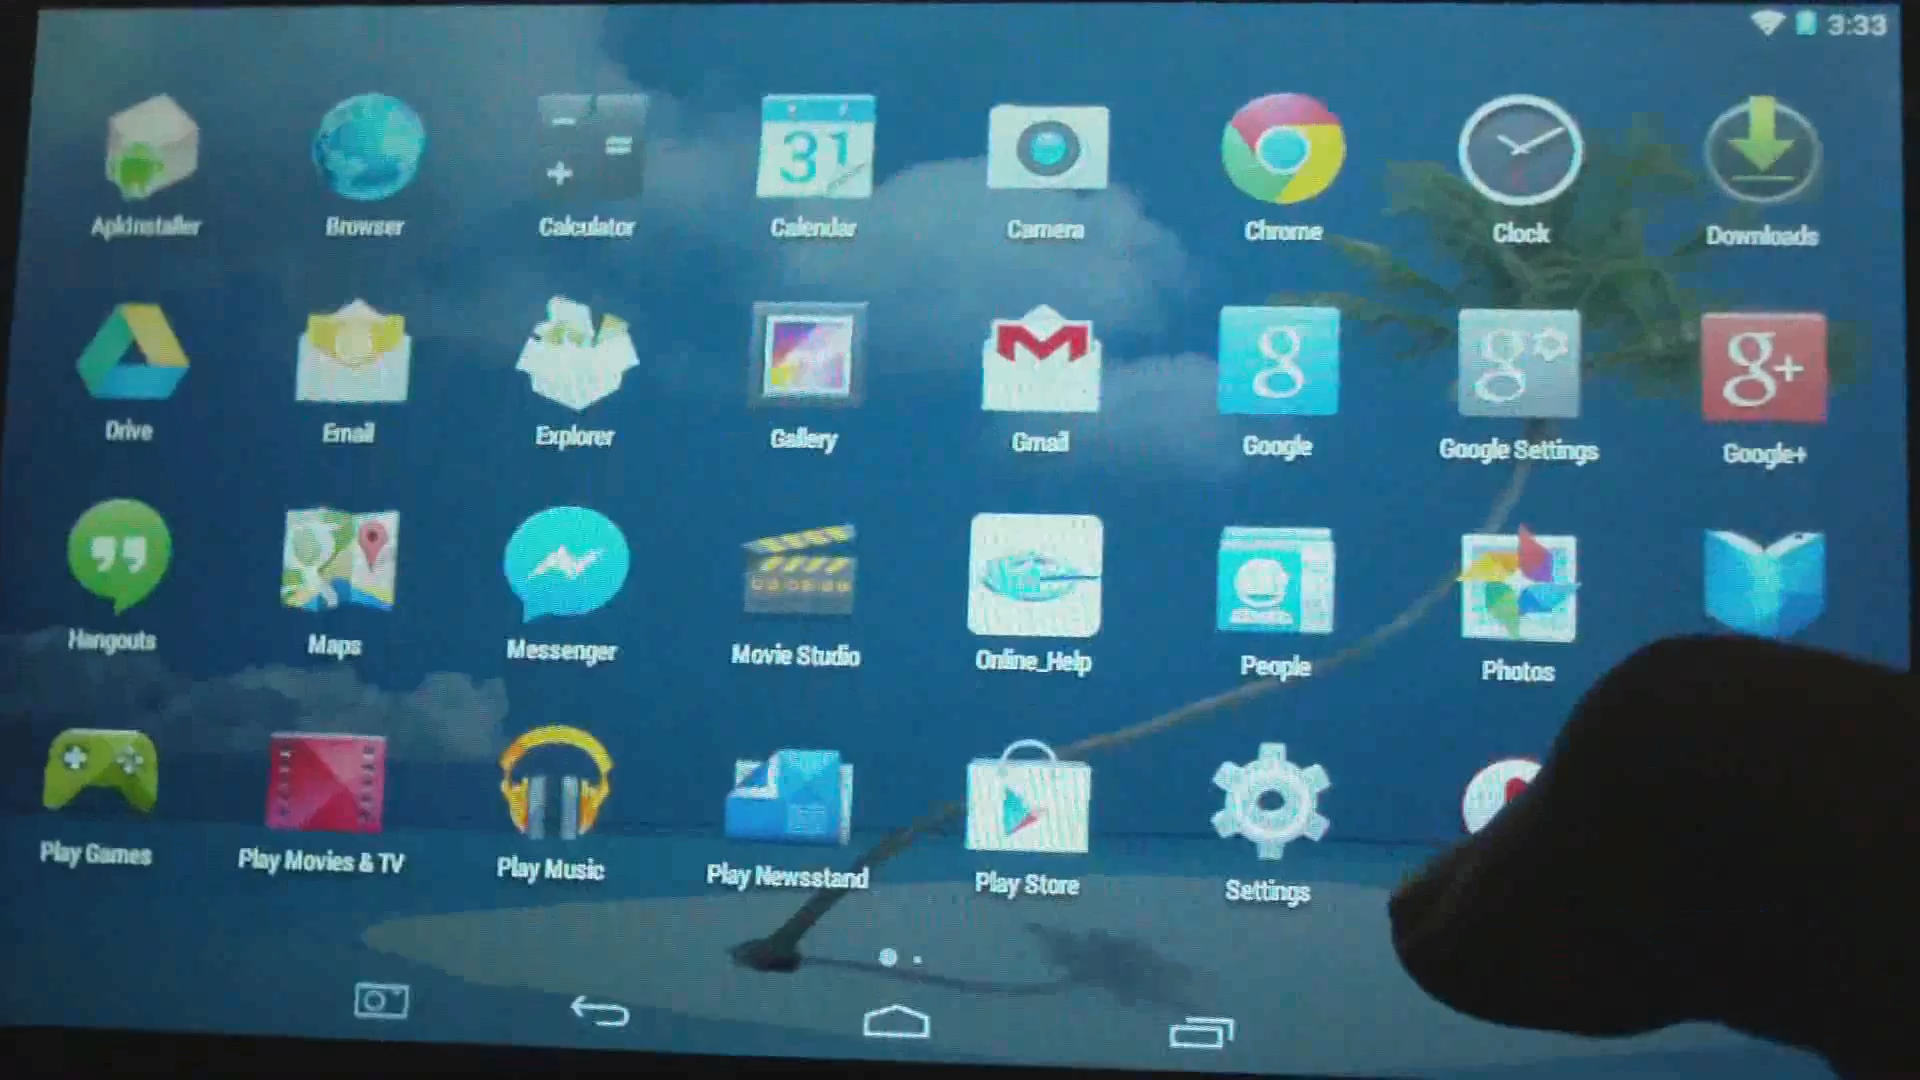 3:33
ApkInstaller Browser Calculator Calendar Camera Chrome Clock Downloads
31
Drive Email Explorer Gallery Gmail Google Google Settings Google+
g g g+
Hangouts Maps Messenger Movie Studio Online_Help People Photos
Play Games Play Movies & TV Play Music Play Newsstand Play Store Settings